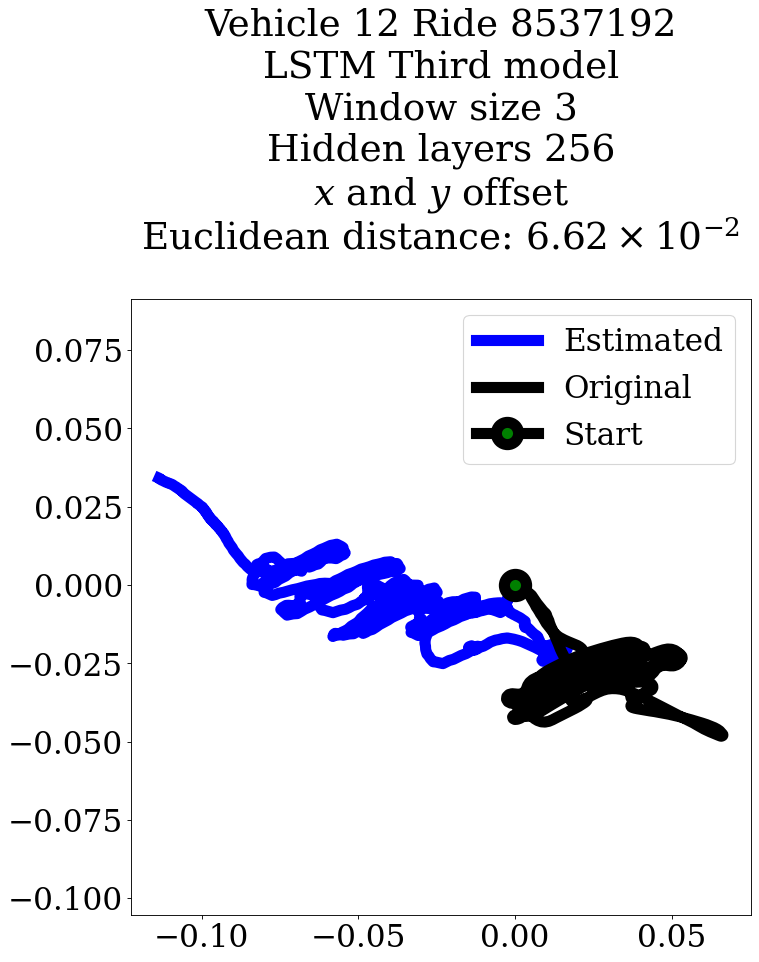 Vehicle 12 Ride 8537192
LSTM Third model
Window size 3
Hidden layers 256
x and y offset
Euclidean distance: 6.62 × 10⁻²
Estimated
Original
Start
0.075
0.050
0.025
0.000
−0.025
−0.050
−0.075
−0.100
−0.10 −0.05 0.00 0.05